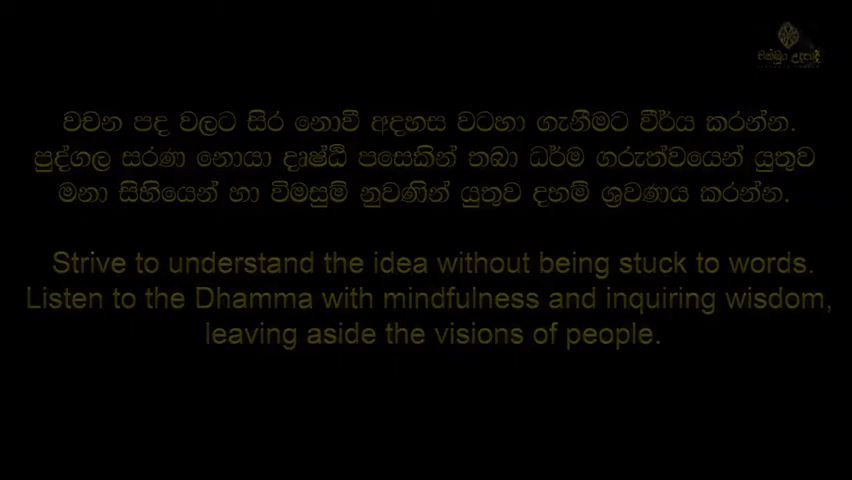 චක්ඛුං උදපාදී
වචන පද වලට සිර නොවී අදහස වටහා ගැනීමට වීර්ය කරන්න.
පුද්ගල සරණ නොයා දෘෂ්ඨි පසෙකින් තබා ධර්ම ගරුත්වයෙන් යුතුව
මනා සිහියෙන් හා විමසුම් නුවණින් යුතුව දහම් ශ්‍රවණය කරන්න.
Strive to understand the idea without being stuck to words.
Listen to the Dhamma with mindfulness and inquiring wisdom,
leaving aside the visions of people.